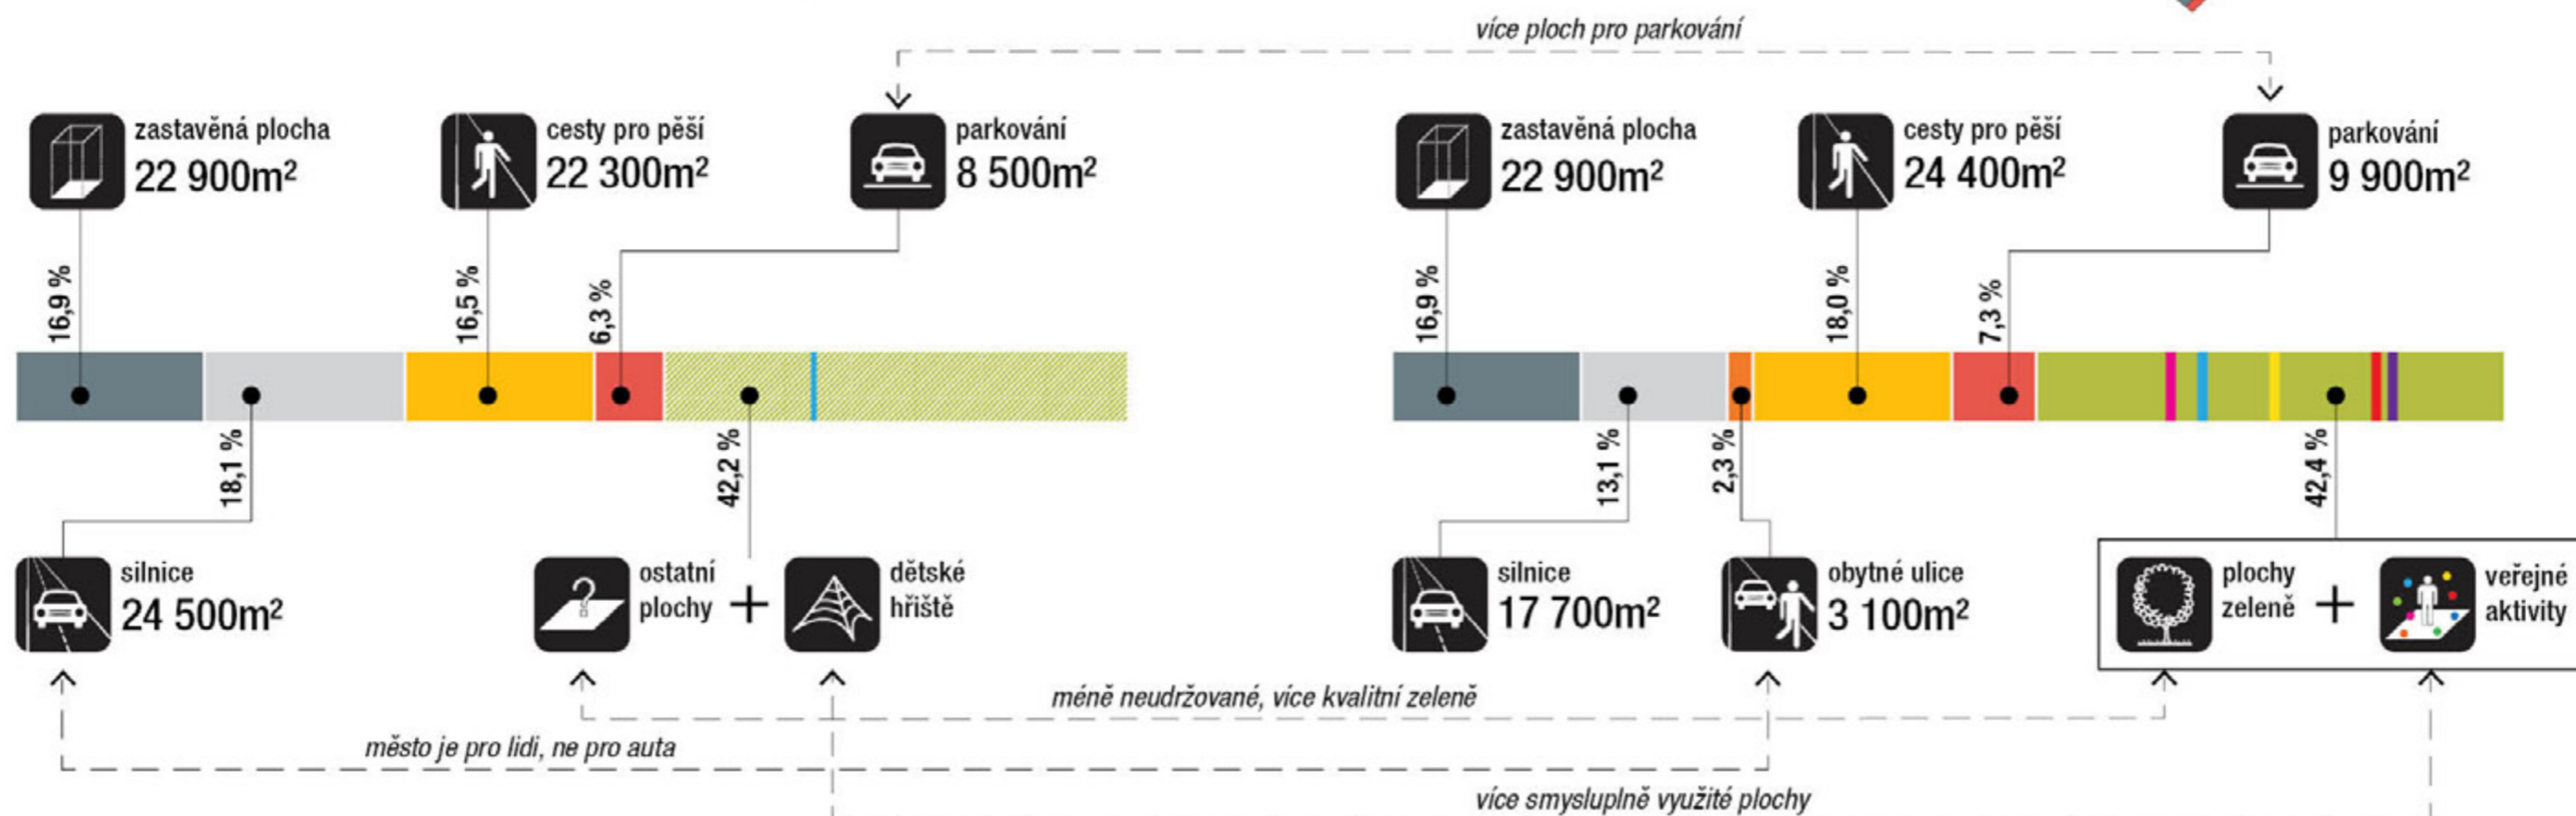 více ploch pro parkování
zastavěná plocha
22 900m²
cesty pro pěší
22 300m²
parkování
8 500m²
zastavěná plocha
22 900m²
cesty pro pěší
24 400m²
parkování
9 900m²
16,9 %
16,5 %
6,3 %
16,9 %
18,0 %
7,3 %
18,1 %
42,2 %
13,1 %
2,3 %
42,4 %
silnice
24 500m²
ostatní
plochy
+
dětské
hřiště
silnice
17 700m²
obytné ulice
3 100m²
plochy
zeleně
+
veřejné
aktivity
méně neudržované, více kvalitní zeleně
město je pro lidi, ne pro auta
více smysluplně využité plochy